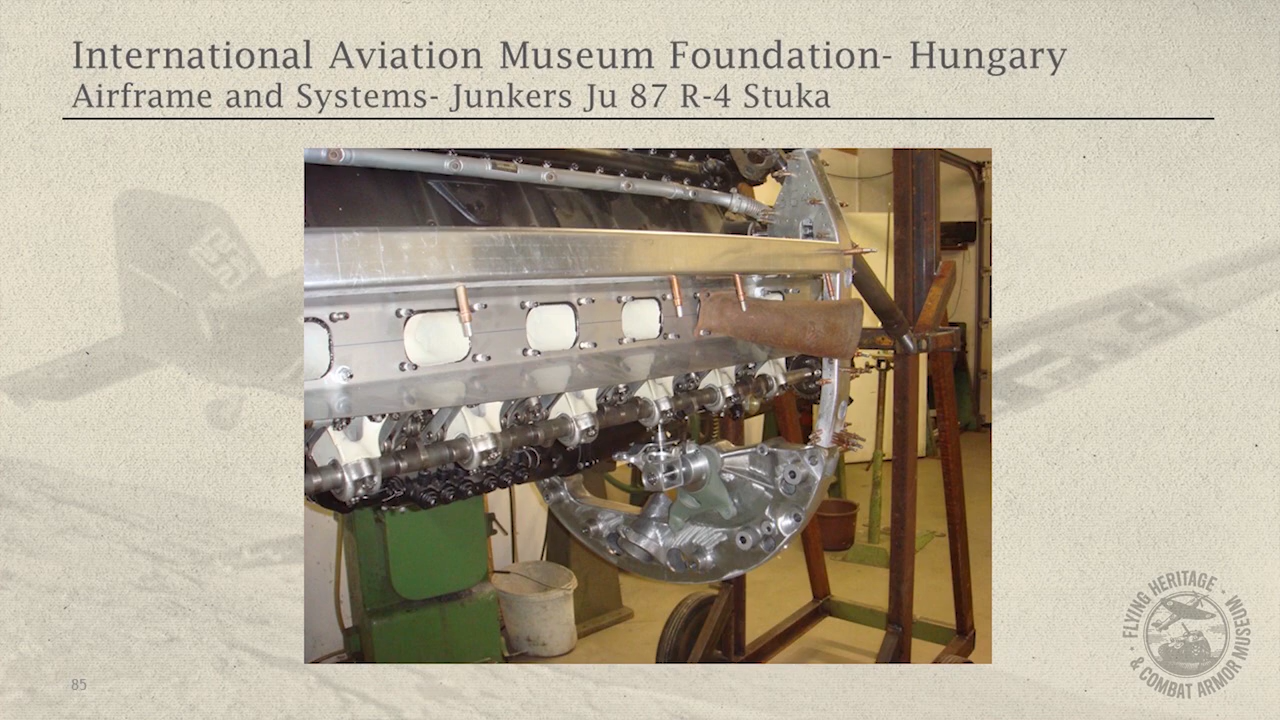 International Aviation Museum Foundation- Hungary
Airframe and Systems- Junkers Ju 87 R-4 Stuka
85
FLYING HERITAGE
& COMBAT ARMOR MUSEUM